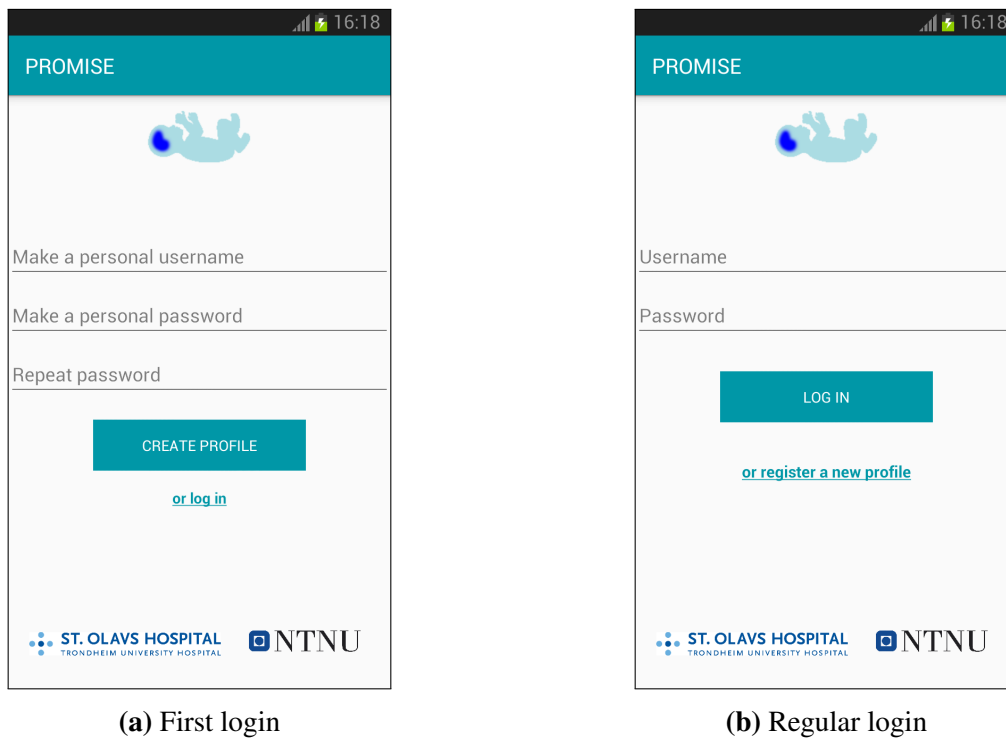 16:18
PROMISE
Make a personal username
Make a personal password
Repeat password
CREATE PROFILE
or log in
ST. OLAVS HOSPITAL
TRONDHEIM UNIVERSITY HOSPITAL
NTNU
(a) First login
16:18
PROMISE
Username
Password
LOG IN
or register a new profile
ST. OLAVS HOSPITAL
TRONDHEIM UNIVERSITY HOSPITAL
NTNU
(b) Regular login